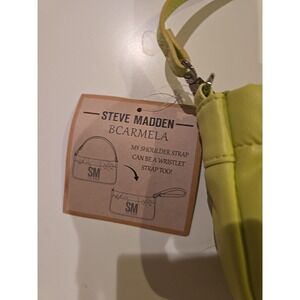 STEVE MADDEN
BCARMELA
MY SHOULDER STRAP
CAN BE A WRISTLET
STRAP TOO!
SM
SM